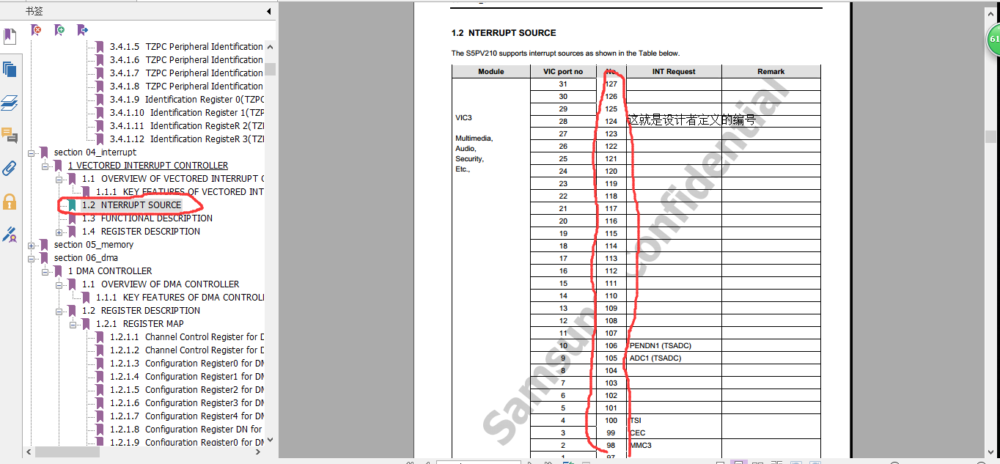 书签
3.4.1.5 TZPC Peripheral Identification
3.4.1.6 TZPC Peripheral Identification
3.4.1.7 TZPC Peripheral Identification
3.4.1.8 TZPC Peripheral Identification
3.4.1.9 Identification Register 0(TZPC
3.4.1.10 Identification Register 1(TZP
3.4.1.11 Identification RegisteR 2(TZI
3.4.1.12 Identification RegisteR 3(TZI
section 04_interrupt
1 VECTORED INTERRUPT CONTROLLER
1.1 OVERVIEW OF VECTORED INTERRUPT C
1.1.1 KEY FEATURES OF VECTORED INT
1.2 NTERRUPT SOURCE
1.3 FUNCTIONAL DESCRIPTION
1.4 REGISTER DESCRIPTION
section 05_memory
section 06_dma
1 DMA CONTROLLER
1.1 OVERVIEW OF DMA CONTROLLER
1.1.1 KEY FEATURES OF DMA CONTROLI
1.2 REGISTER DESCRIPTION
1.2.1 REGISTER MAP
1.2.1.1 Channel Control Register for D
1.2.1.2 Channel Control Register for D
1.2.1.3 Configuration Register0 for DM
1.2.1.4 Configuration Register1 for DM
1.2.1.5 Configuration Register2 for DM
1.2.1.6 Configuration Register3 for DM
1.2.1.7 Configuration Register4 for DM
1.2.1.8 Configuration Register DN for
1.2.1.9 Configuration Register0 for DM
1.2 NTERRUPT SOURCE
The S5PV210 supports interrupt sources as shown in the Table below.
Module VIC port no No. INT Request Remark
31 127
30 126
29 125
VIC3 28 124 这就是设计者定义的编号
27 123
Multimedia,
26 122
Audio,
25 121
Security,
24 120
Etc.,
23 119
22 118
21 117
20 116
19 115
18 114
17 113
16 112
15 111
14 110
13 109
12 108
11 107
10 106 PENDN1 (TSADC)
9 105 ADC1 (TSADC)
8 104
7 103
6 102
5 101
4 100 TSI
3 99 CEC
2 98 MMC3
1 97
Samsung Confidential
61